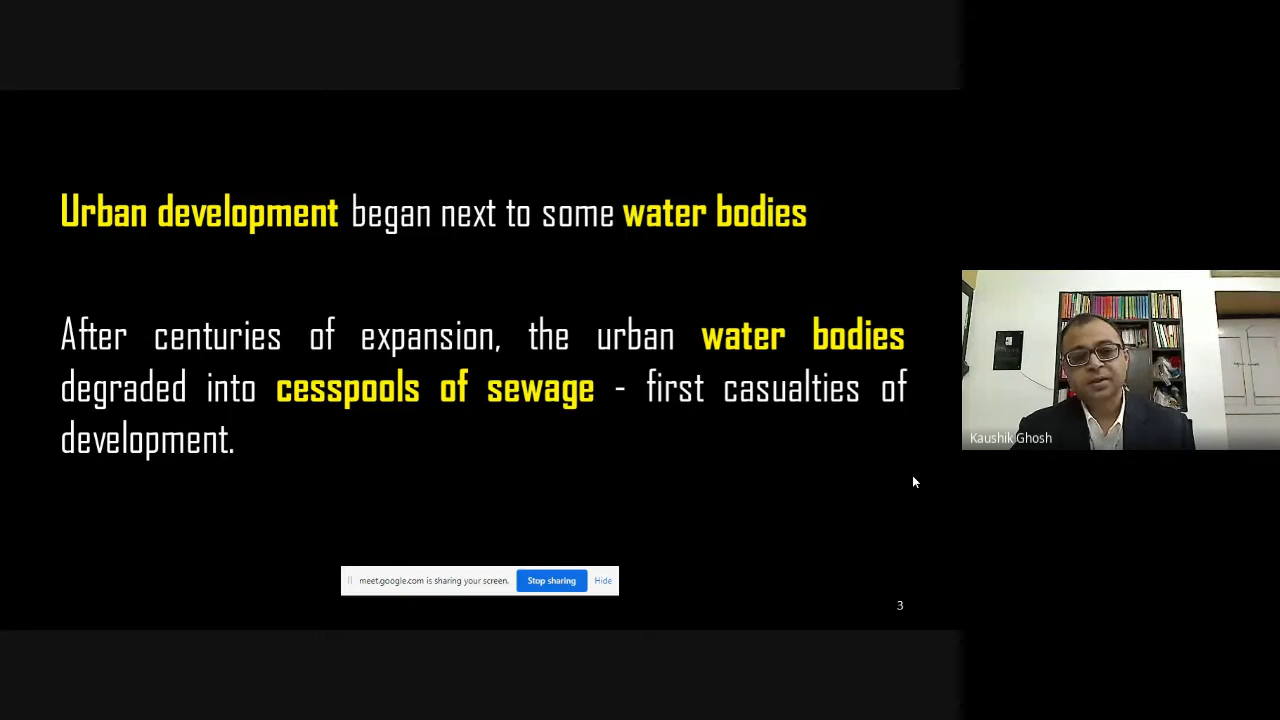 Urban development began next to some water bodies
After centuries of expansion, the urban water bodies
degraded into cesspools of sewage - first casualties of
development.
Kaushik Ghosh
meet.google.com is sharing your screen. Stop sharing Hide
3